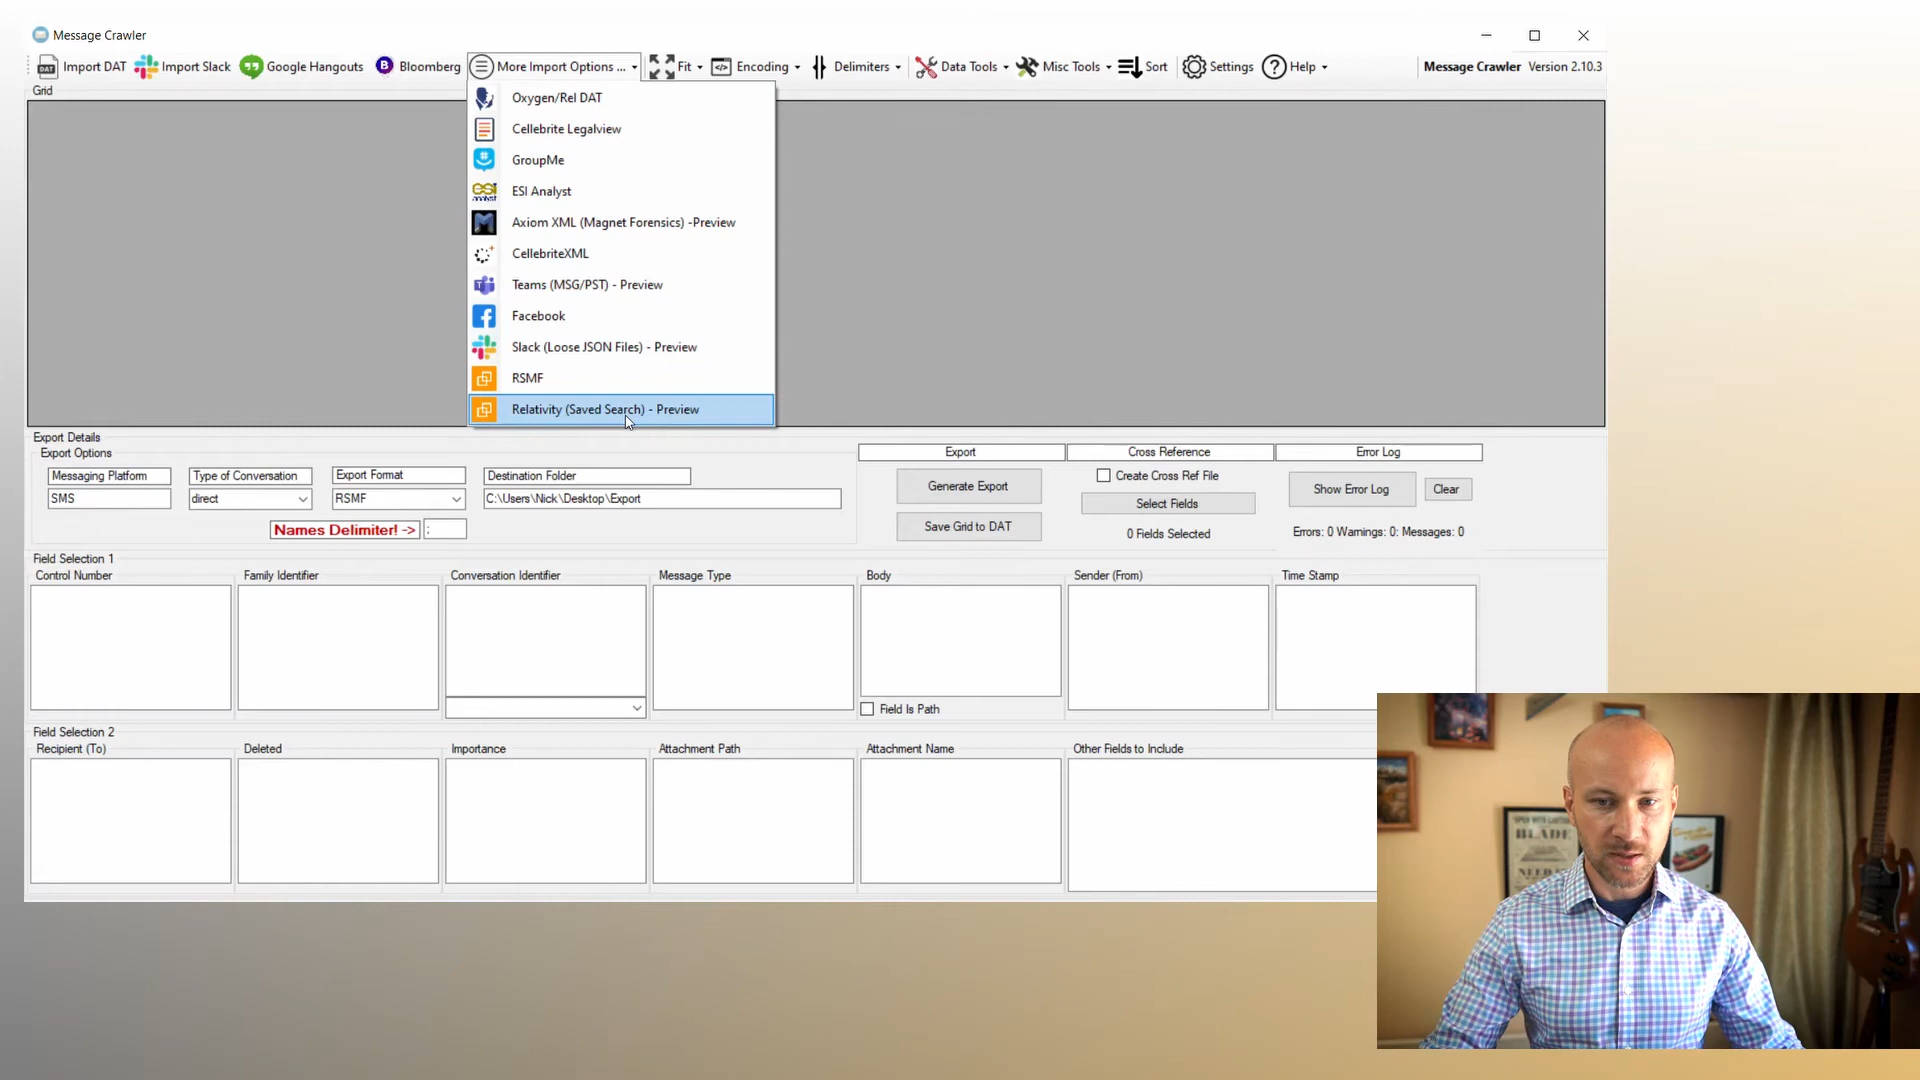 Message Crawler
Import DAT Import Slack Google Hangouts Bloomberg More Import Options ... Fit Encoding Delimiters Data Tools Misc Tools Sort Settings Help Message Crawler Version 2.10.3
Grid
Oxygen/Rel DAT
Cellebrite Legalview
GroupMe
ESI Analyst
Axiom XML (Magnet Forensics) -Preview
CellebriteXML
Teams (MSG/PST) - Preview
Facebook
Slack (Loose JSON Files) - Preview
RSMF
Relativity (Saved Search) - Preview
Export Details
Export Options
Export Cross Reference Error Log
Messaging Platform Type of Conversation Export Format Destination Folder
SMS direct RSMF C:\Users\Nick\Desktop\Export
Names Delimiter! -> ;
Generate Export
Save Grid to DAT
Create Cross Ref File
Select Fields
0 Fields Selected
Show Error Log Clear
Errors: 0 Warnings: 0: Messages: 0
Field Selection 1
Control Number Family Identifier Conversation Identifier Message Type Body Sender (From) Time Stamp
Field Is Path
Field Selection 2
Recipient (To) Deleted Importance Attachment Path Attachment Name Other Fields to Include
BLADE